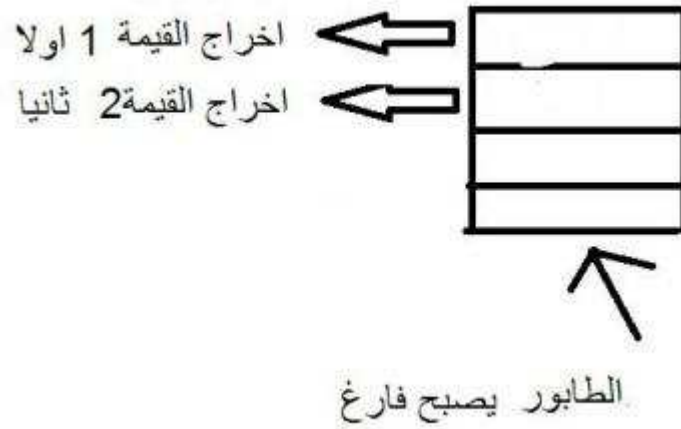 اخراج القيمة 1 اولا
اخراج القيمة2 ثانيا
الطابور يصبح فارغ